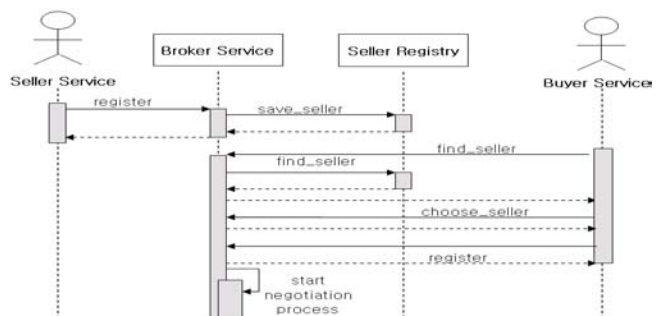 Broker Service
Seller Registry
Seller Service
Buyer Service
register
save_seller
find_seller
find_seller
choose_seller
register
start
negotiation
process